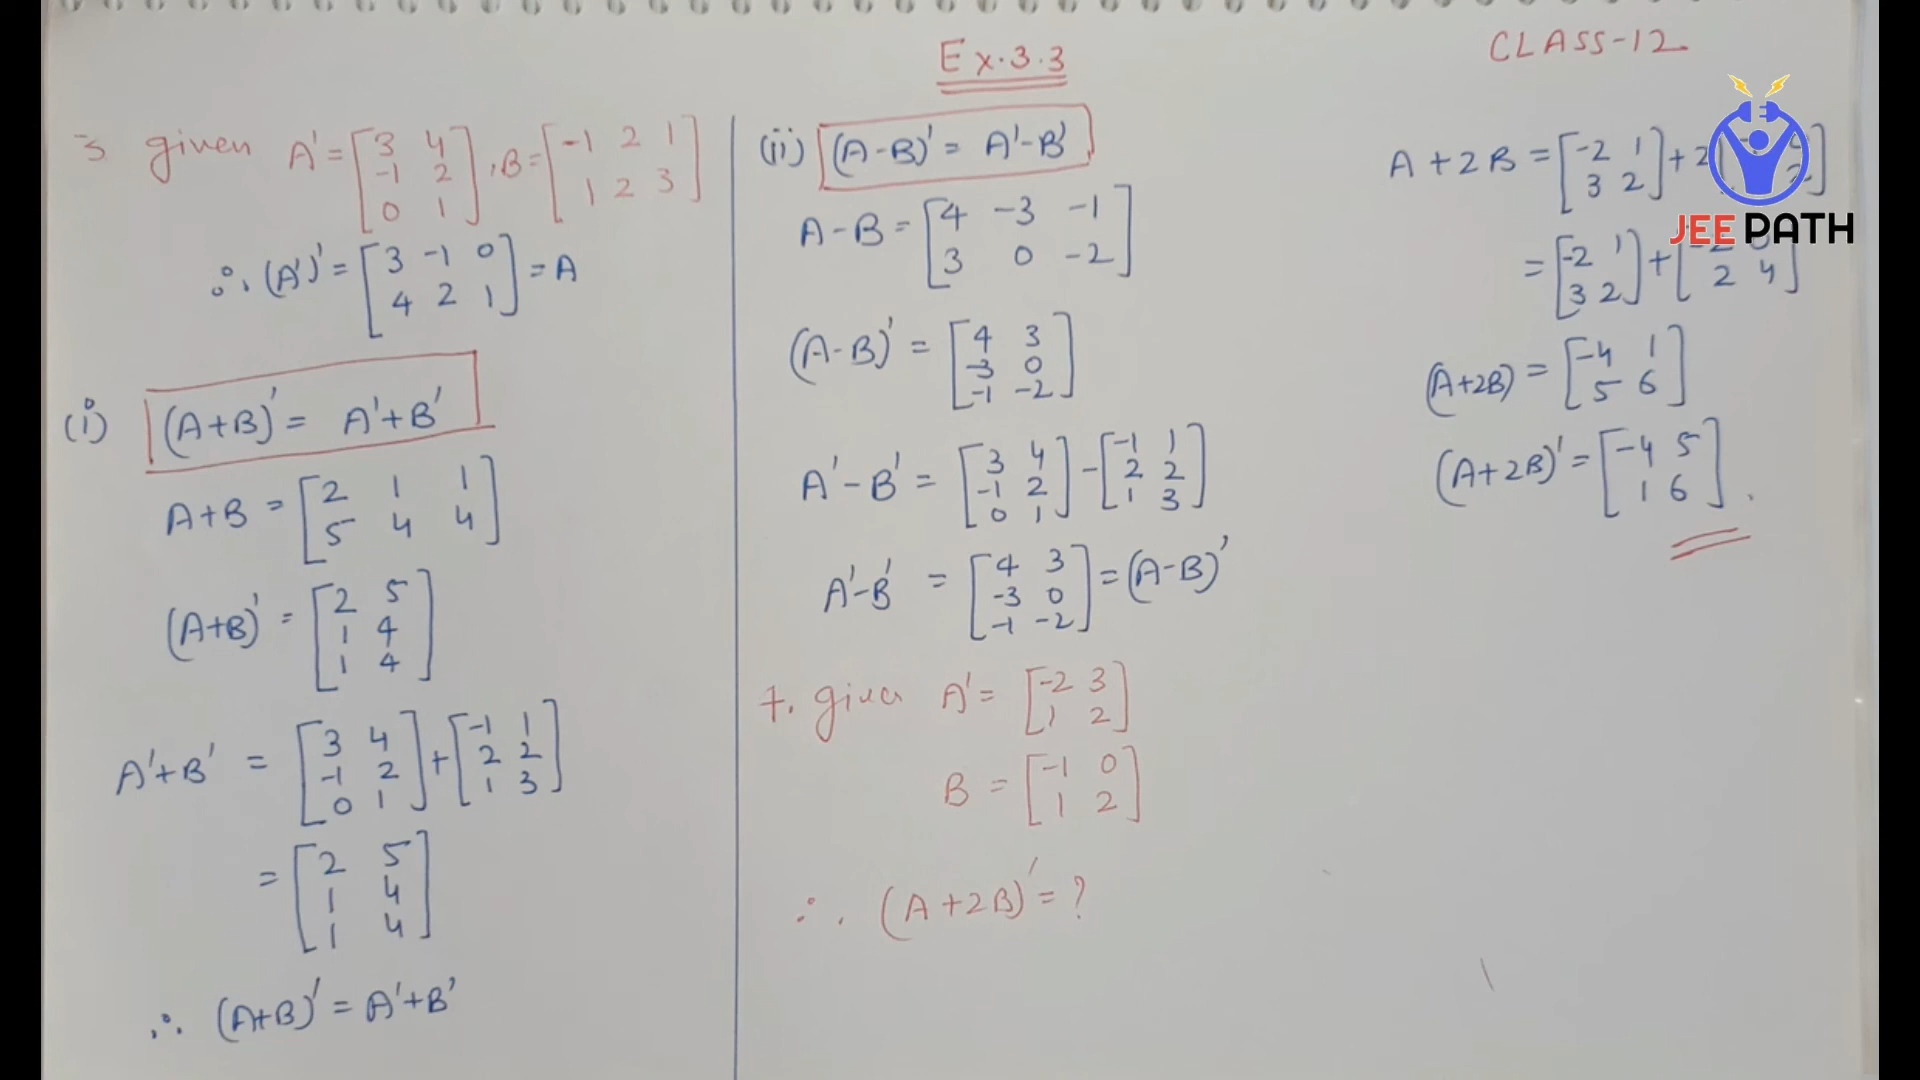 Ex.3.3
CLASS-12
given A' = [3 4
-1 2
0 1], B = [-1 2 1
1 2 3]
∴ (A')' = [3 -1 0
4 2 1] = A
(i) (A+B)' = A'+B'
A+B = [2 1 1
5 4 4]
(A+B)' = [2 5
1 4
1 4]
A'+B' = [3 4
-1 2
0 1] + [-1 1
2 2
1 3]
= [2 5
1 4
1 4]
∴ (A+B)' = A'+B'
(ii) (A-B)' = A'-B'
A-B = [4 -3 -1
3 0 -2]
(A-B)' = [4 3
-3 0
-1 -2]
A'-B' = [3 4
-1 2
0 1] - [-1 1
2 2
1 3]
A'-B' = [4 3
-3 0
-1 -2] = (A-B)'
7. given A' = [-2 3
1 2]
B = [-1 0
1 2]
∴ (A+2B)' = ?
A+2B = [-2 1
3 2] + 2
= [-2 1
3 2] + [
2 4]
(A+2B) = [-4 1
5 6]
(A+2B)' = [-4 5
1 6].
JEE PATH